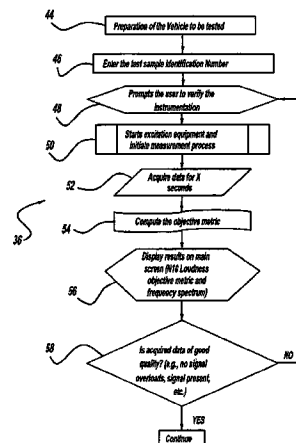 44
Preparation of the Vehicle to be tested
46
Enter the test sample Identification Number
48
Prompts the user to verify the
instrumentation
50
Starts excitation equipment and
initiate measurement process
52
Acquire data for X
seconds
36
54
Compute the objective metric
Display results on main
screen (N10 Loudness
objective metric
and
frequency spectrum)
56
58
Is acquired data of good
quality? (e.g., no signal
overloads, signal present,
etc.)
NO
YES
Continue